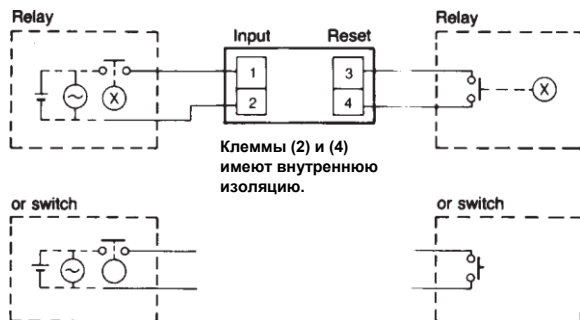 Relay
Input
Reset
Relay
X
1
2
3
4
X
Клеммы (2) и (4)
имеют внутреннюю
изоляцию.
or switch
or switch